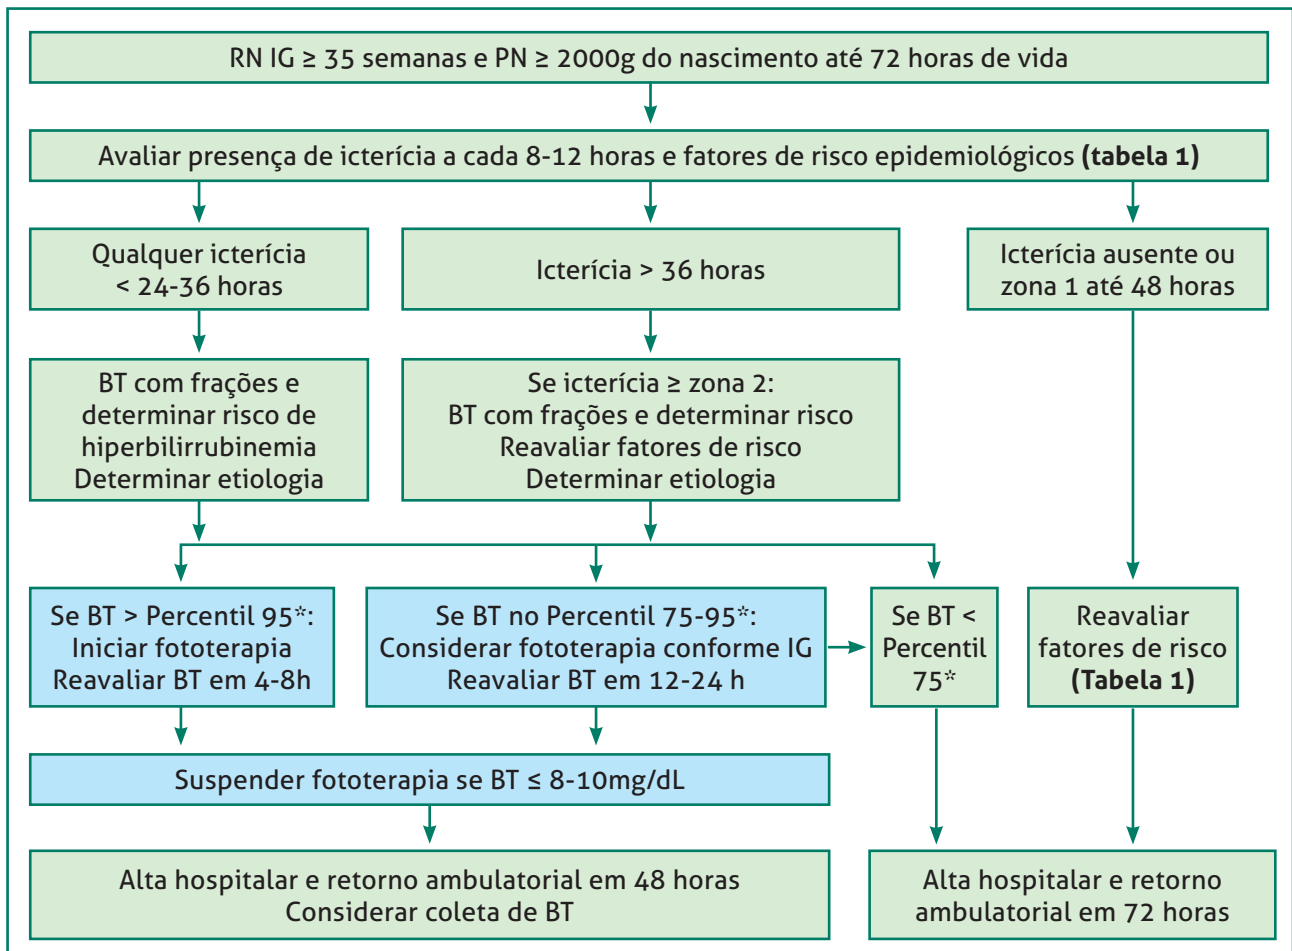 RN IG ≥ 35 semanas e PN ≥ 2000g do nascimento até 72 horas de vida
Avaliar presença de icterícia a cada 8-12 horas e fatores de risco epidemiológicos (tabela 1)
Qualquer icterícia
< 24-36 horas
Icterícia > 36 horas
Icterícia ausente ou
zona 1 até 48 horas
BT com frações e
determinar risco de
hiperbilirrubinemia
Determinar etiologia
Se icterícia ≥ zona 2:
BT com frações e determinar risco
Reavaliar fatores de risco
Determinar etiologia
Se BT > Percentil 95*:
Iniciar fototerapia
Reavaliar BT em 4-8h
Se BT no Percentil 75-95*:
Considerar fototerapia conforme IG
Reavaliar BT em 12-24 h
Se BT <
Percentil
75*
Reavaliar
fatores de risco
(Tabela 1)
Suspender fototerapia se BT ≤ 8-10mg/dL
Alta hospitalar e retorno ambulatorial em 48 horas
Considerar coleta de BT
Alta hospitalar e retorno
ambulatorial em 72 horas